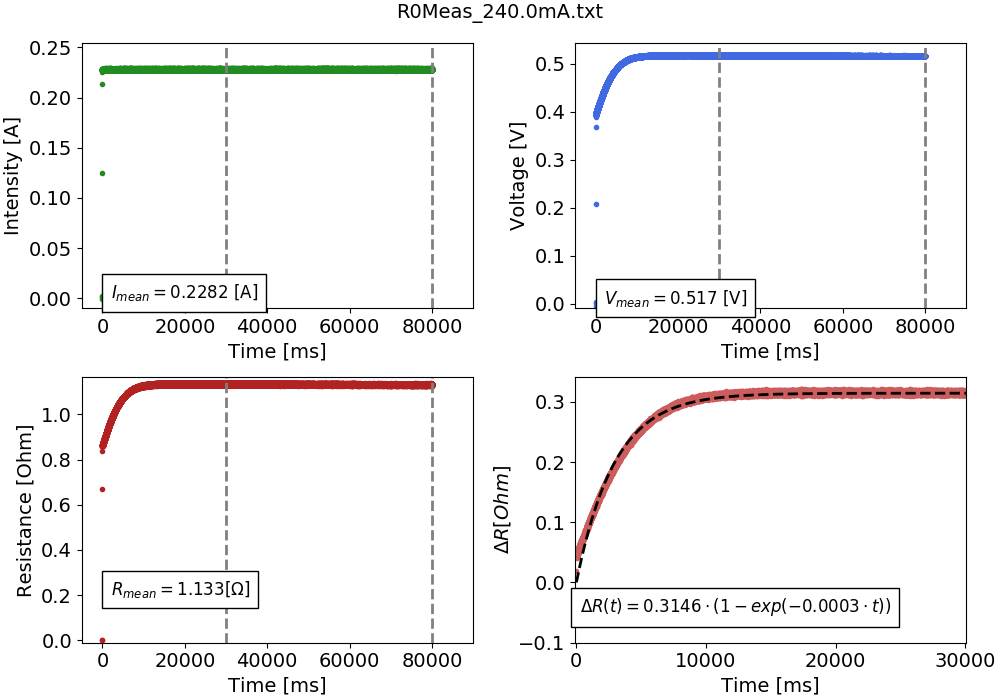 R0Meas_240.0mA.txt
Intensity [A]
0.25
0.20
0.15
0.10
0.05
0.00
I_mean = 0.2282 [A]
0 20000 40000 60000 80000
Time [ms]
Voltage [V]
0.5
0.4
0.3
0.2
0.1
0.0
V_mean = 0.517 [V]
0 20000 40000 60000 80000
Time [ms]
Resistance [Ohm]
1.0
0.8
0.6
0.4
0.2
0.0
R_mean = 1.133[Ω]
0 20000 40000 60000 80000
Time [ms]
ΔR[Ohm]
0.3
0.2
0.1
0.0
−0.1
ΔR(t) = 0.3146 · (1 − exp(−0.0003 · t))
0 10000 20000 30000
Time [ms]